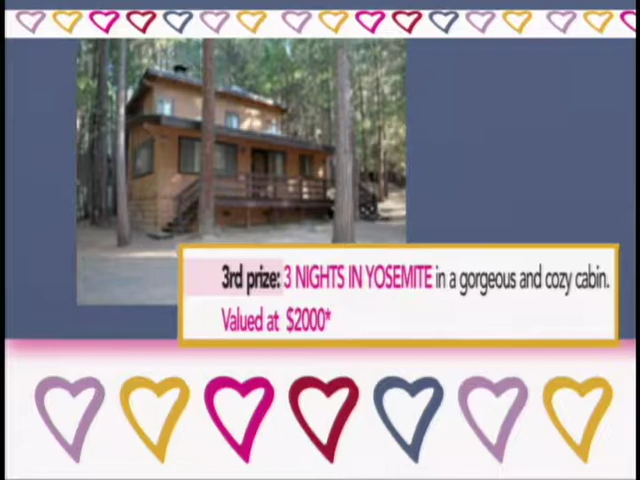 3rd prize: 3 NIGHTS IN YOSEMITE in a gorgeous and cozy cabin.
Valued at $2000*